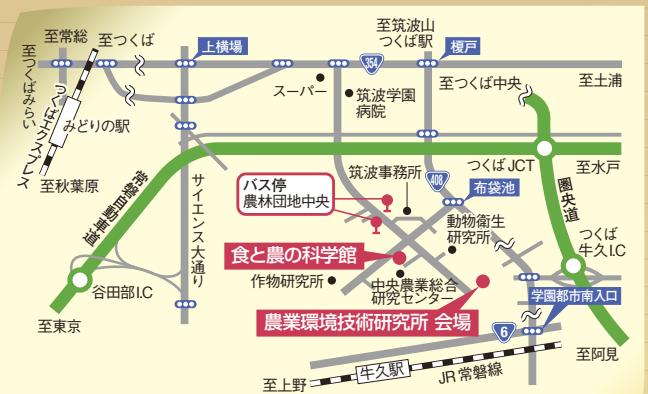 至常総
至つくば
上横場
至筑波山
つくば駅
榎戸
354
至つくばみらい
つくばエクスプレス
みどりの駅
至秋葉原
スーパー
筑波学園
病院
至つくば中央
至土浦
常磐自動車道
サイエンス大通り
バス停
農林団地中央
筑波事務所
408
布袋池
つくばJCT
至水戸
圏央道
つくば
牛久I.C
動物衛生
研究所
食と農の科学館
作物研究所
中央農業総合
研究センター
谷田部I.C
至東京
農業環境技術研究所 会場
学園都市南入口
6
至阿見
牛久駅
JR常磐線
至上野